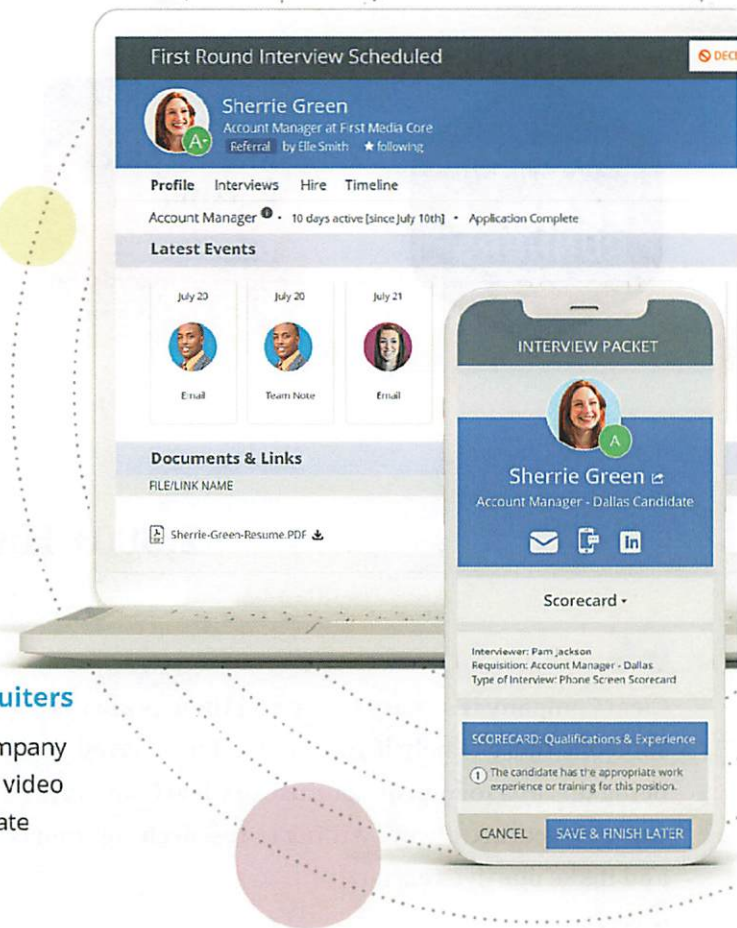 First Round Interview Scheduled
DECL
Sherrie Green
A-
Account Manager at First Media Core
Referral by Elle Smith ★ following
Profile Interviews Hire Timeline
Account Manager • 10 days active [since July 10th] • Application Complete
Latest Events
July 20 July 20 July 21
Email Team Note Email
Documents & Links
FILE/LINK NAME
Sherrie-Green-Resume.PDF
INTERVIEW PACKET
A
Sherrie Green
Account Manager - Dallas Candidate
in
Scorecard
Interviewer: Pam Jackson
Requisition: Account Manager - Dallas
Type of Interview: Phone Screen Scorecard
SCORECARD: Qualifications & Experience
1 The candidate has the appropriate work
experience or training for this position.
CANCEL SAVE & FINISH LATER
uiters
mpany
video
ate